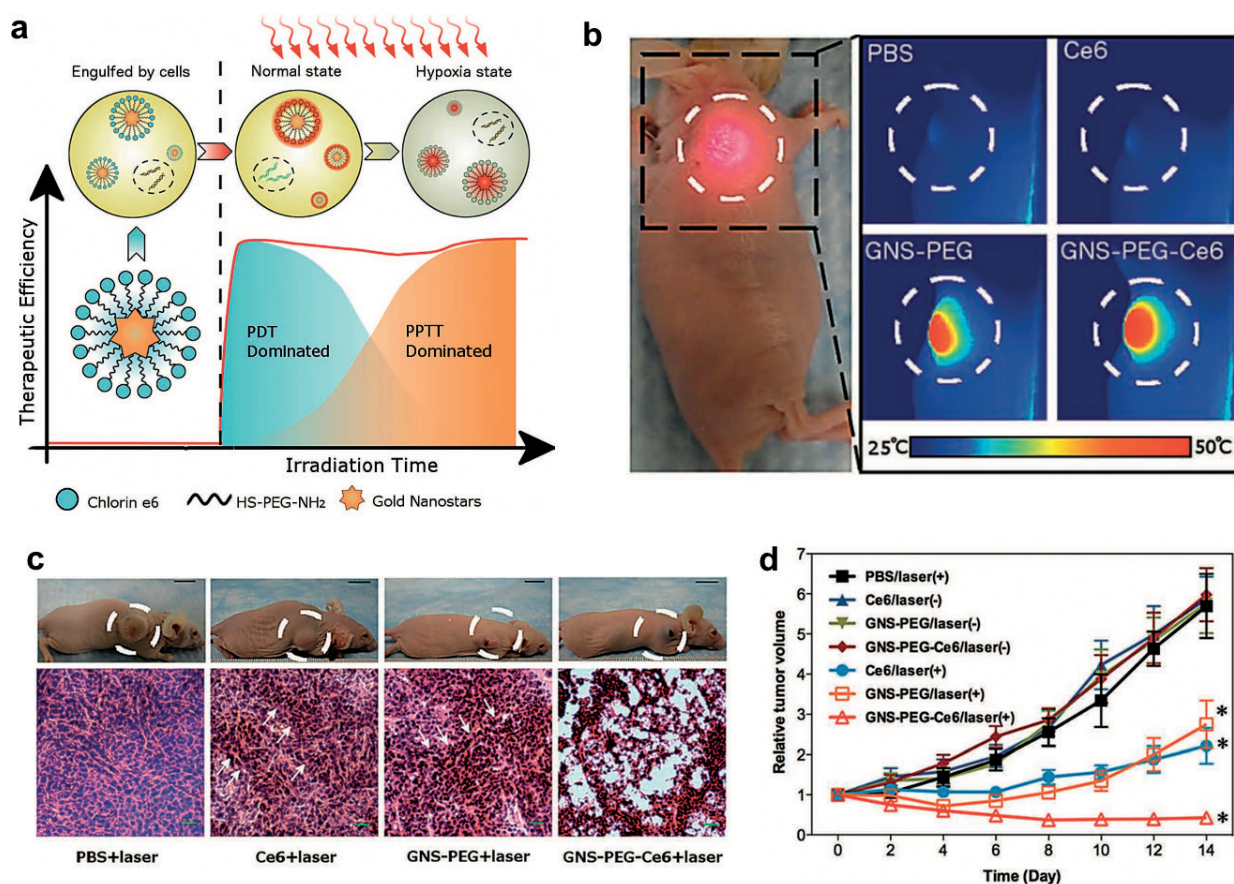 a
Engulfed by cells
Normal state
Hypoxia state
Therapeutic Efficiency
PDT
Dominated
PPTT
Dominated
Irradiation Time
Chlorin e6
HS-PEG-NH₂
Gold Nanostars
b
PBS
Ce6
GNS-PEG
GNS-PEG-Ce6
25°C
50°C
c
PBS+laser
Ce6+laser
GNS-PEG+laser
GNS-PEG-Ce6+laser
d
Relative tumor volume
7
6
5
4
3
2
1
0
PBS/laser(+)
Ce6/laser(-)
GNS-PEG/laser(-)
GNS-PEG-Ce6/laser(-)
Ce6/laser(+)
GNS-PEG/laser(+)
GNS-PEG-Ce6/laser(+)
*
*
*
0 2 4 6 8 10 12 14
Time (Day)